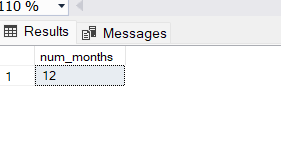 110 %
Results Messages
num_months
1 12